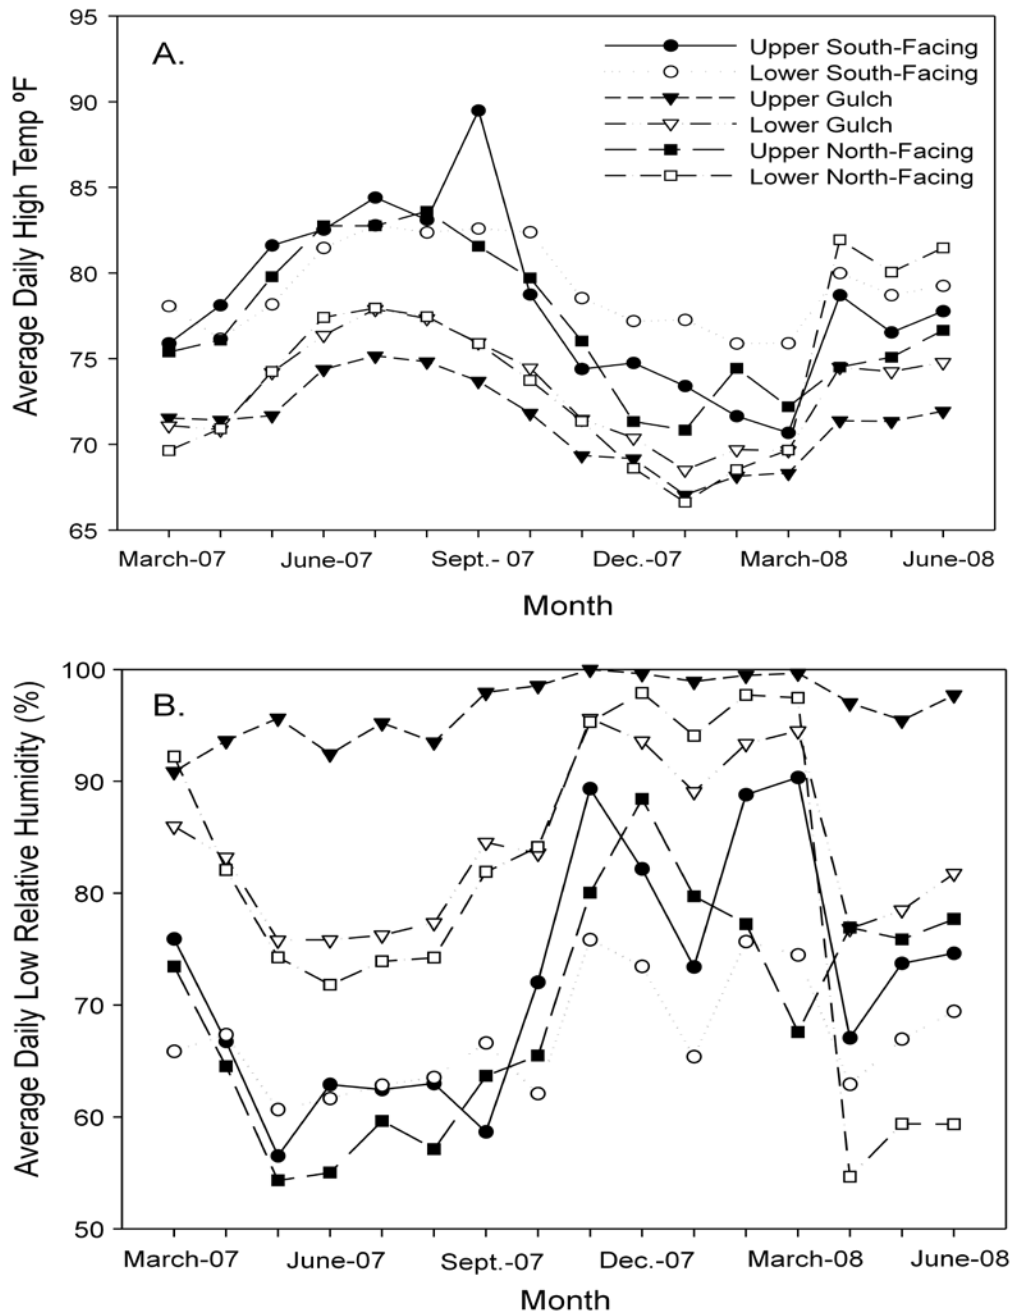 95
90
85
80
75
70
65
Average Daily High Temp ºF
A.
Upper South-Facing
Lower South-Facing
Upper Gulch
Lower Gulch
Upper North-Facing
Lower North-Facing
March-07 June-07 Sept.- 07 Dec.-07 March-08 June-08
Month
100
90
80
70
60
50
Average Daily Low Relative Humidity (%)
B.
March-07 June-07 Sept.-07 Dec.-07 March-08 June-08
Month